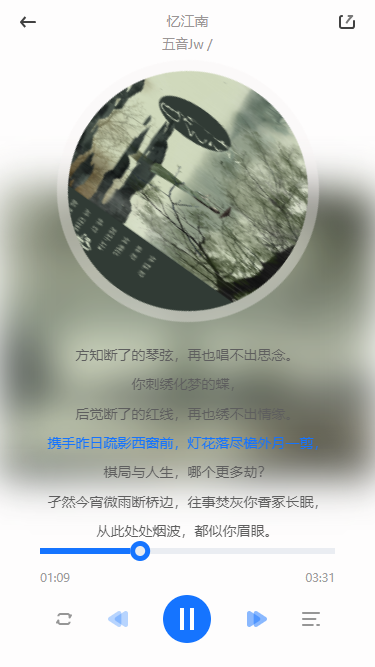 忆江南
五音Jw /
方知断了的琴弦，再也唱不出思念。
你刺绣化梦的蝶，
后觉断了的红线，再也绣不出情缘。
携手昨日疏影西窗前，灯花落尽檐外月一弯。
棋局与人生，哪个更多劫？
孑然今宵微雨断桥边，往事焚灰你香冢长眠，
从此处处烟波，都似你眉眼。
01:09
03:31